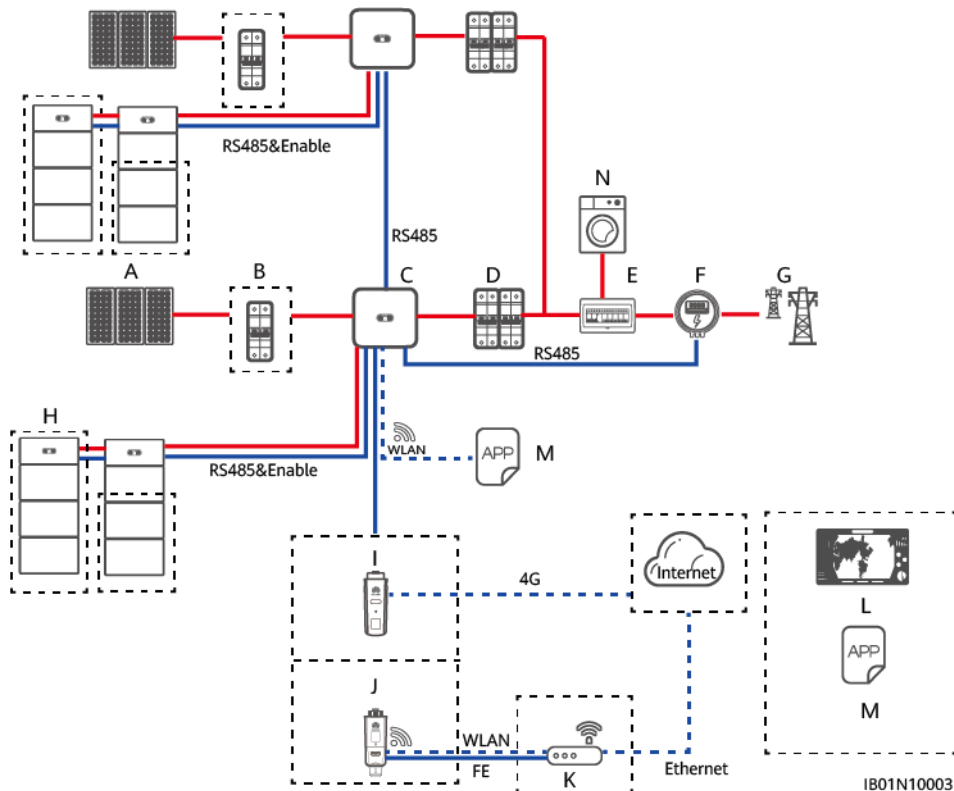 RS485&Enable
RS485
N
A
B
C
D
E
F
G
RS485
H
WLAN
APP
M
RS485&Enable
I
4G
Internet
L
APP
M
J
WLAN
FE
K
Ethernet
IB01N10003